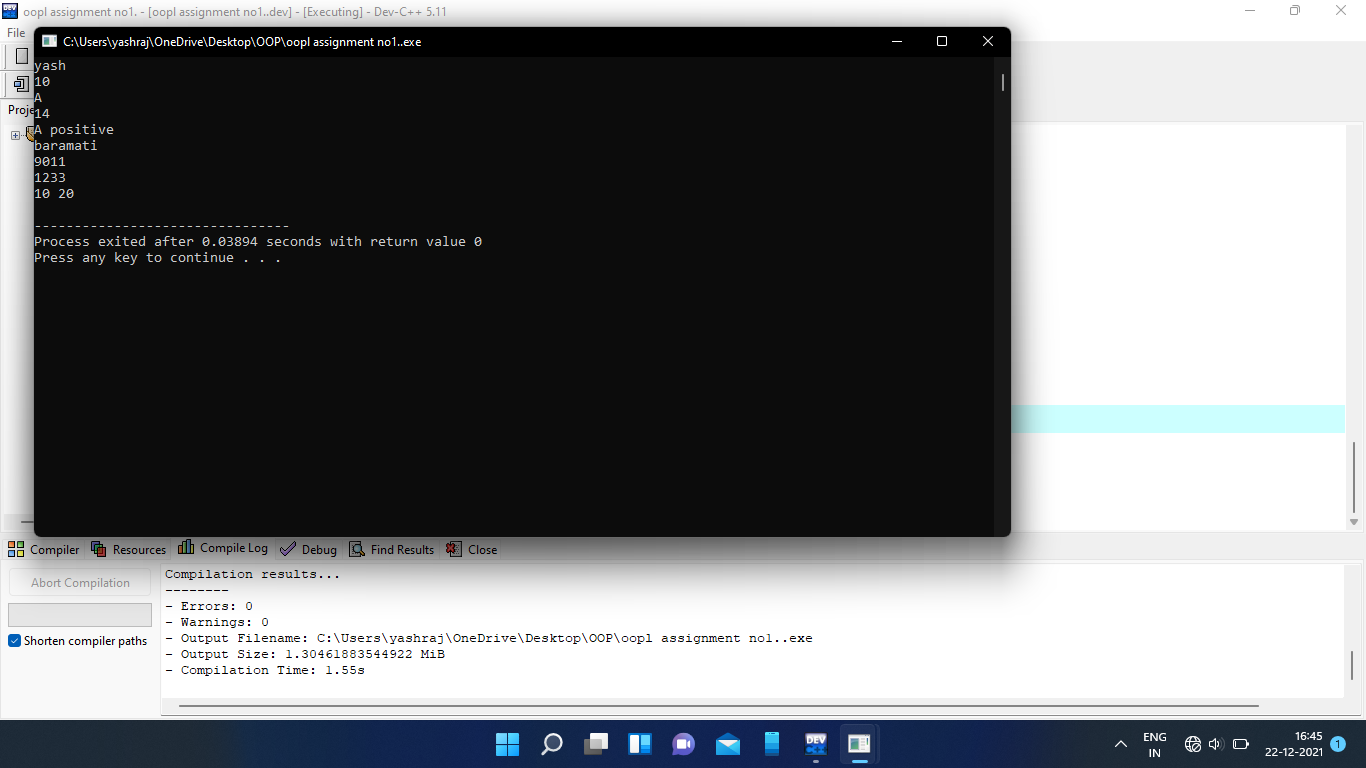 oopl assignment no1. - [oopl assignment no1..dev] - [Executing] - Dev-C++ 5.11
File
C:\Users\yashraj\OneDrive\Desktop\OOP\oopl assignment no1..exe
Proje
yash
10
A
14
A positive
baramati
9011
1233
10 20
--------------------------------
Process exited after 0.03894 seconds with return value 0
Press any key to continue . . .
Compiler Resources Compile Log Debug Find Results Close
Abort Compilation
Shorten compiler paths
Compilation results...
--------
- Errors: 0
- Warnings: 0
- Output Filename: C:\Users\yashraj\OneDrive\Desktop\OOP\oopl assignment no1..exe
- Output Size: 1.30461883544922 MiB
- Compilation Time: 1.55s
DEV
ENG
IN
16:45
22-12-2021
1